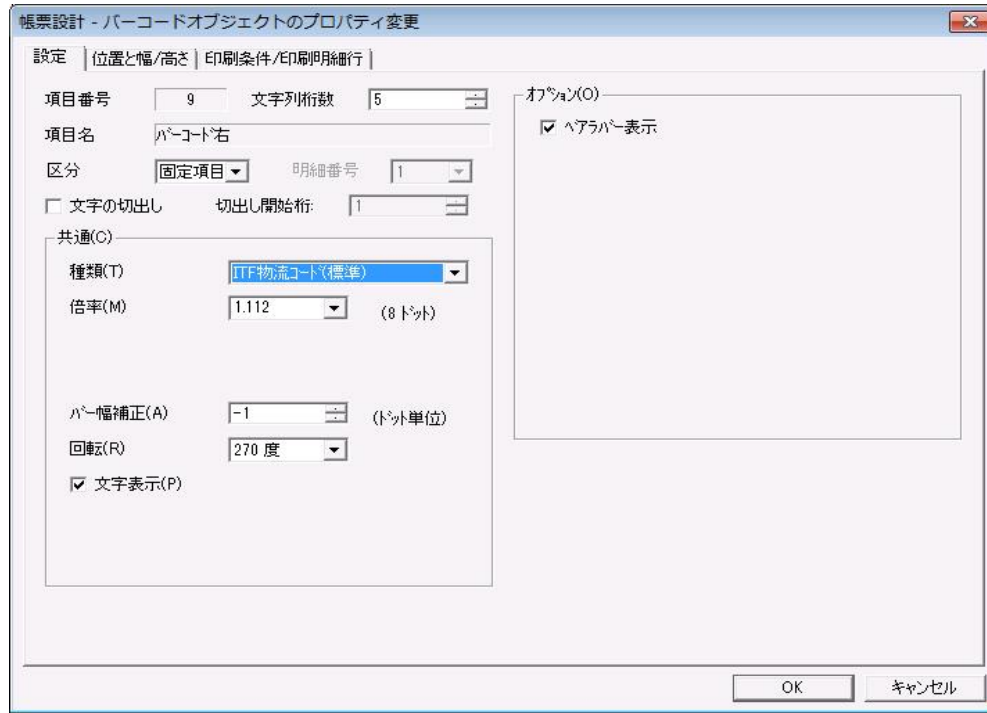 帳票設計 - バーコードオブジェクトのプロパティ変更
設定 位置と幅/高さ 印刷条件/印刷明細行
項目番号 9 文字列桁数 5
項目名 ﾊﾞｰｺｰﾄﾞ右
区分 固定項目 明細番号 1
文字の切出し 切出し開始桁: 1
共通(C)
種類(T) ITF物流ｺｰﾄﾞ(標準)
倍率(M) 1.112 (8 ﾄﾞｯﾄ)
ﾊﾞｰ幅補正(A) -1 (ﾄﾞｯﾄ単位)
回転(R) 270 度
文字表示(P)
ｵﾌﾟｼｮﾝ(O)
ﾍﾞｱﾗﾊﾞｰ表示
OK キャンセル